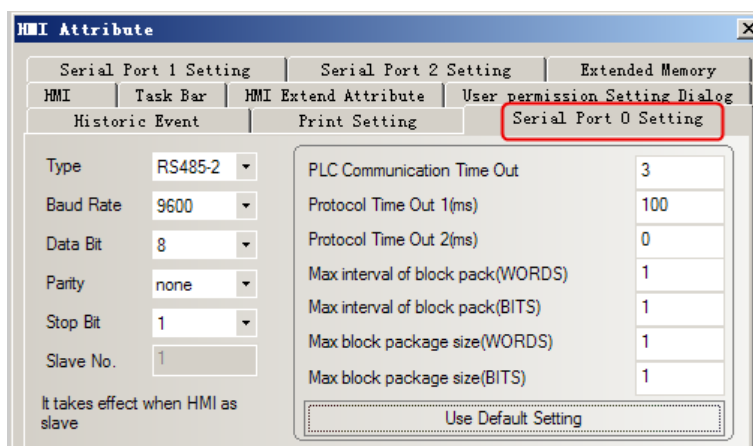 HMI Attribute
Serial Port 1 Setting
Serial Port 2 Setting
Extended Memory
HMI
Task Bar
HMI Extend Attribute
User permission Setting Dialog
Historic Event
Print Setting
Serial Port 0 Setting
Type
RS485-2
Baud Rate
9600
Data Bit
8
Parity
none
Stop Bit
1
Slave No.
1
It takes effect when HMI as
slave
PLC Communication Time Out
3
Protocol Time Out 1(ms)
100
Protocol Time Out 2(ms)
0
Max interval of block pack(WORDS)
1
Max interval of block pack(BITS)
1
Max block package size(WORDS)
1
Max block package size(BITS)
1
Use Default Setting